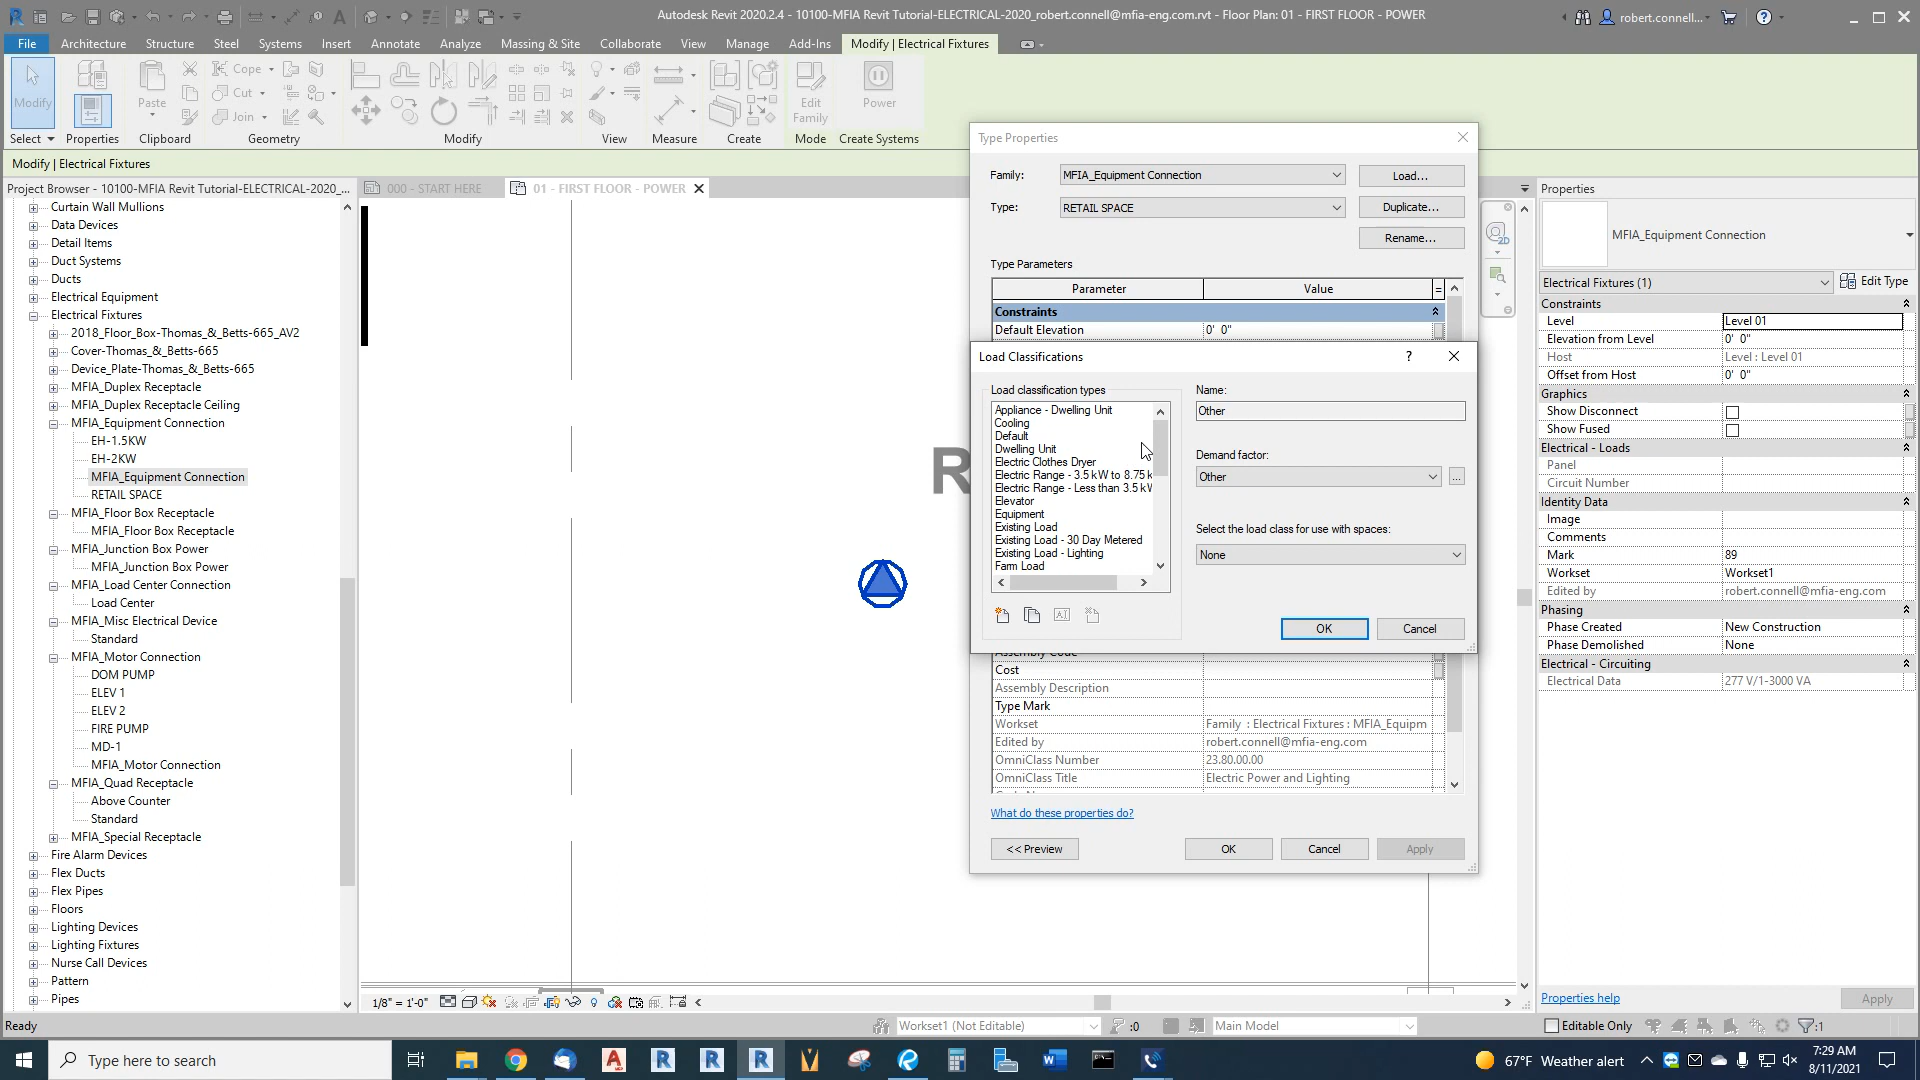 Autodesk Revit 2020.2.4 - 10100-MFIA Revit Tutorial-ELECTRICAL-2020_robert.connell@mfia-eng.com.rvt - Floor Plan: 01 - FIRST FLOOR - POWER
robert.connell...
File Architecture Structure Steel Systems Insert Annotate Analyze Massing & Site Collaborate View Manage Add-Ins Modify | Electrical Fixtures
Modify Paste Cope Cut Join Edit Family Power
Select Properties Clipboard Geometry Modify View Measure Create Mode Create Systems
Modify | Electrical Fixtures
Project Browser - 10100-MFIA Revit Tutorial-ELECTRICAL-2020_...
Curtain Wall Mullions
Data Devices
Detail Items
Duct Systems
Ducts
Electrical Equipment
Electrical Fixtures
2018_Floor_Box-Thomas_&_Betts-665_AV2
Cover-Thomas_&_Betts-665
Device_Plate-Thomas_&_Betts-665
MFIA_Duplex Receptacle
MFIA_Duplex Receptacle Ceiling
MFIA_Equipment Connection
EH-1.5KW
EH-2KW
MFIA_Equipment Connection
RETAIL SPACE
MFIA_Floor Box Receptacle
MFIA_Floor Box Receptacle
MFIA_Junction Box Power
MFIA_Junction Box Power
MFIA_Load Center Connection
Load Center
MFIA_Misc Electrical Device
Standard
MFIA_Motor Connection
DOM PUMP
ELEV 1
ELEV 2
FIRE PUMP
MD-1
MFIA_Motor Connection
MFIA_Quad Receptacle
Above Counter
Standard
MFIA_Special Receptacle
Fire Alarm Devices
Flex Ducts
Flex Pipes
Floors
Lighting Devices
Lighting Fixtures
Nurse Call Devices
Pattern
Pipes
000 - START HERE
01 - FIRST FLOOR - POWER
R
1/8" = 1'-0"
Type Properties
Family: MFIA_Equipment Connection Load...
Type: RETAIL SPACE Duplicate...
Rename...
Type Parameters
Parameter Value =
Constraints
Default Elevation 0' 0"
Load Classifications ?
Load classification types
Appliance - Dwelling Unit
Cooling
Default
Dwelling Unit
Electric Clothes Dryer
Electric Range - 3.5 kW to 8.75 k
Electric Range - Less than 3.5 kW
Elevator
Equipment
Existing Load
Existing Load - 30 Day Metered
Existing Load - Lighting
Farm Load
Name:
Other
Demand factor:
Other ...
Select the load class for use with spaces:
None
OK Cancel
Assembly Code
Cost
Assembly Description
Type Mark
Workset Family : Electrical Fixtures : MFIA_Equipm
Edited by robert.connell@mfia-eng.com
OmniClass Number 23.80.00.00
OmniClass Title Electric Power and Lighting
What do these properties do?
<< Preview OK Cancel Apply
2D
Properties
MFIA_Equipment Connection
Electrical Fixtures (1) Edit Type
Constraints
Level Level 01
Elevation from Level 0' 0"
Host Level : Level 01
Offset from Host 0' 0"
Graphics
Show Disconnect
Show Fused
Electrical - Loads
Panel
Circuit Number
Identity Data
Image
Comments
Mark 89
Workset Workset1
Edited by robert.connell@mfia-eng.com
Phasing
Phase Created New Construction
Phase Demolished None
Electrical - Circuiting
Electrical Data 277 V/1-3000 VA
Properties help Apply
Ready Workset1 (Not Editable) :0 Main Model Editable Only :1
Type here to search
67°F Weather alert
7:29 AM
8/11/2021